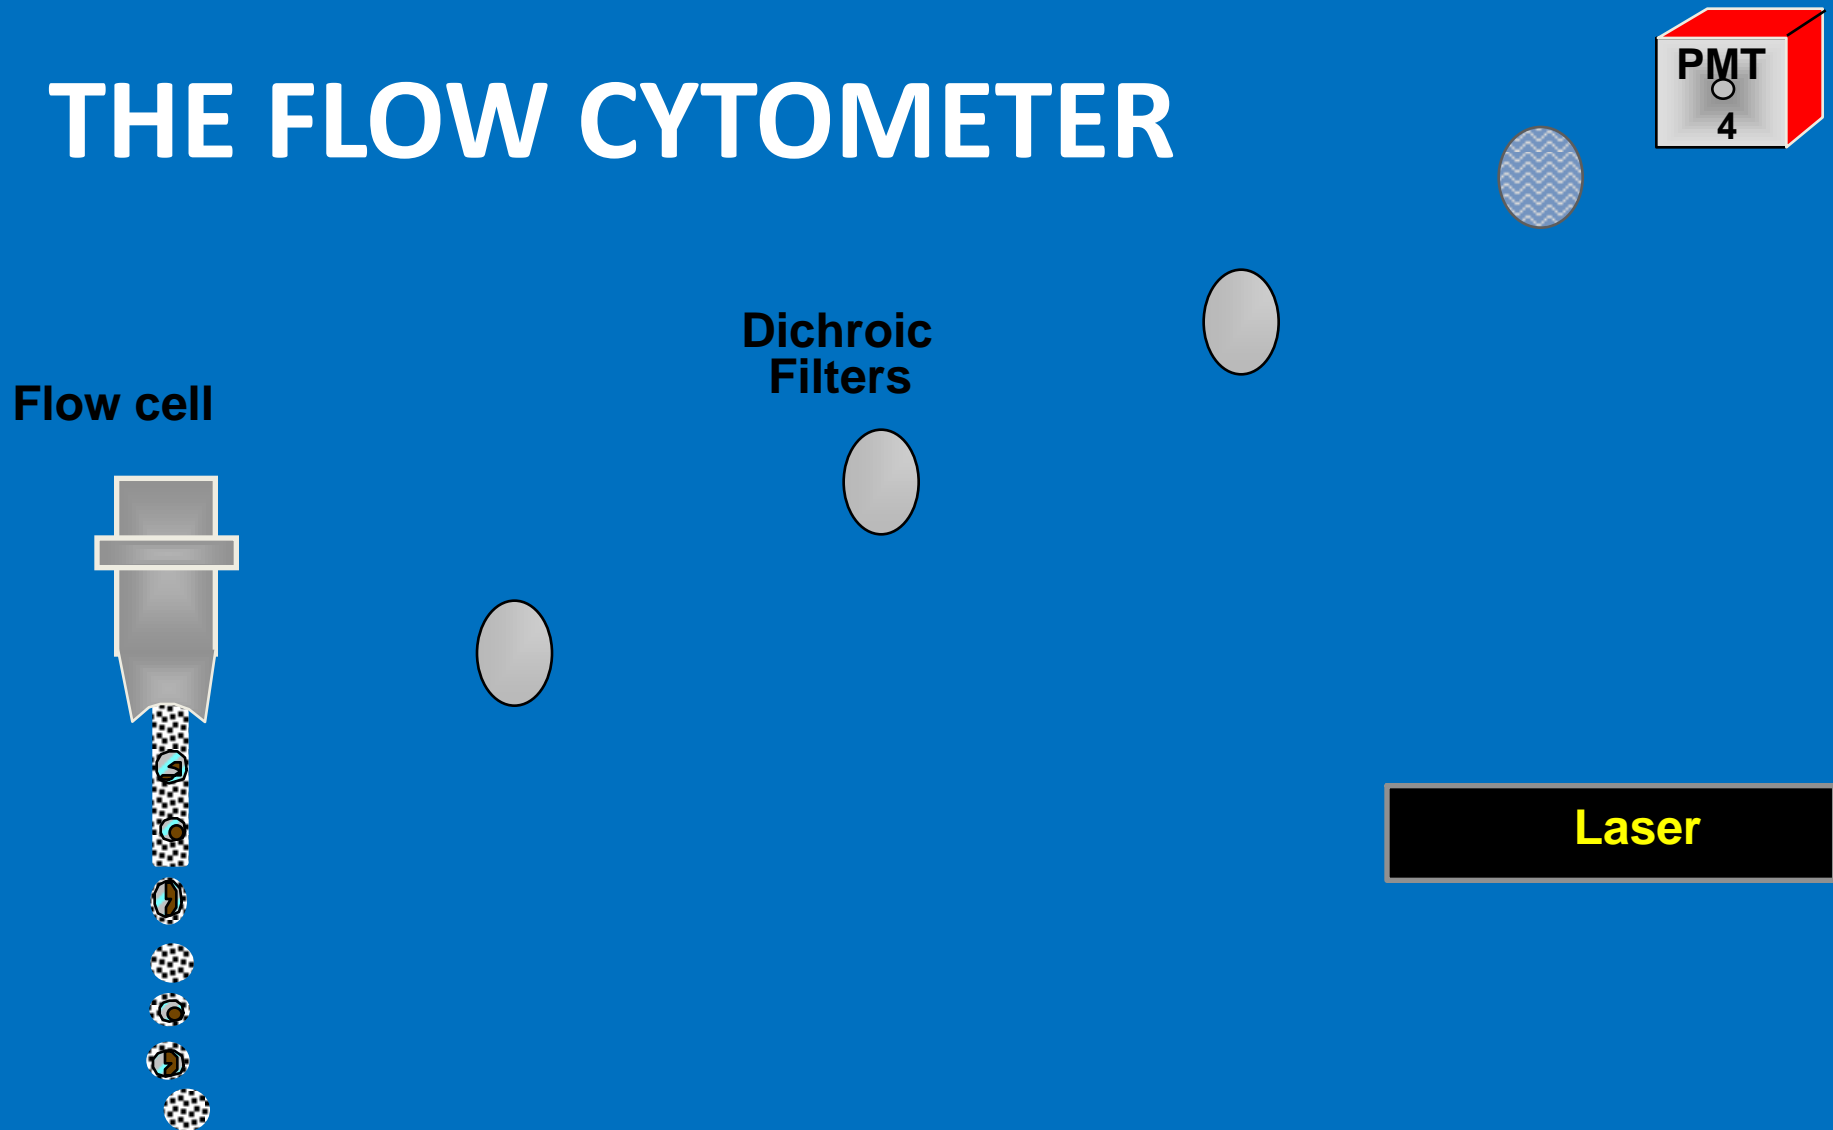 THE FLOW CYTOMETER
PMT
4
Dichroic
Filters
Flow cell
Laser